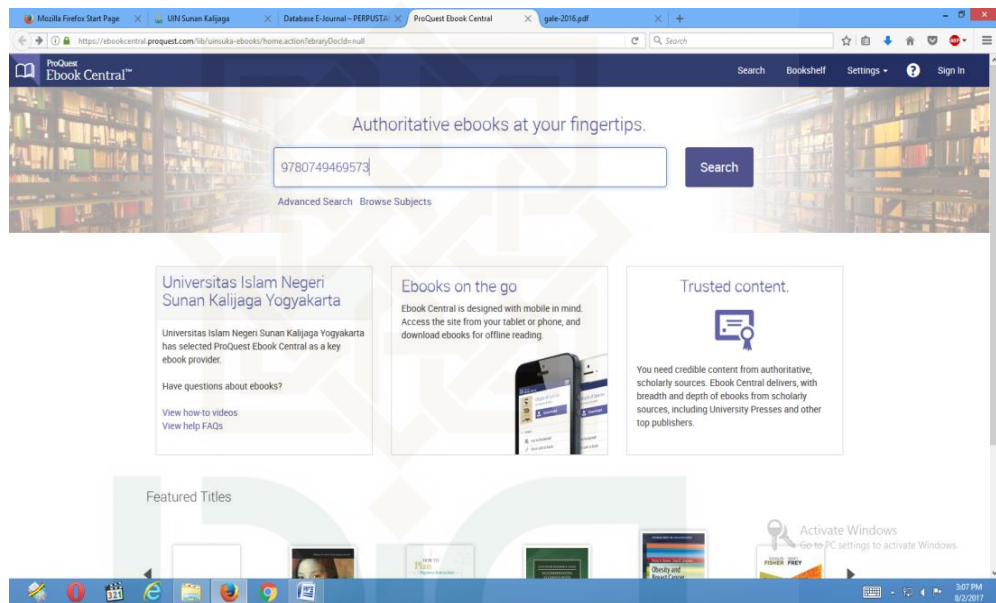 Mozilla Firefox Start Page
UIN Sunan Kalijaga
Database E-Journal – PERPUSTA
ProQuest Ebook Central
gale-2016.pdf
https://ebookcentral.proquest.com/lib/uinsuka-ebooks/home.action?ebraryDocId=null
Search
ABP
ProQuest
Ebook Central™
Search
Bookshelf
Settings
?
Sign In
Authoritative ebooks at your fingertips.
9780749469573
Search
Advanced Search Browse Subjects
Universitas Islam Negeri
Sunan Kalijaga Yogyakarta
Universitas Islam Negeri Sunan Kalijaga Yogyakarta
has selected ProQuest Ebook Central as a key
ebook provider.
Have questions about ebooks?
View how-to videos
View help FAQs
Ebooks on the go
Ebook Central is designed with mobile in mind.
Access the site from your tablet or phone, and
download ebooks for offline reading.
Trusted content.
You need credible content from authoritative,
scholarly sources. Ebook Central delivers, with
breadth and depth of ebooks from scholarly
sources, including University Presses and other
top publishers.
Featured Titles
HOW TO
Plan
Obesity and
Breast Cancer
FISHER FREY
Activate Windows
Go to PC settings to activate Windows.
321
3:07 PM
8/2/2017